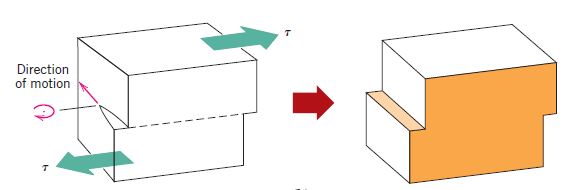 τ
Direction
of motion
τ